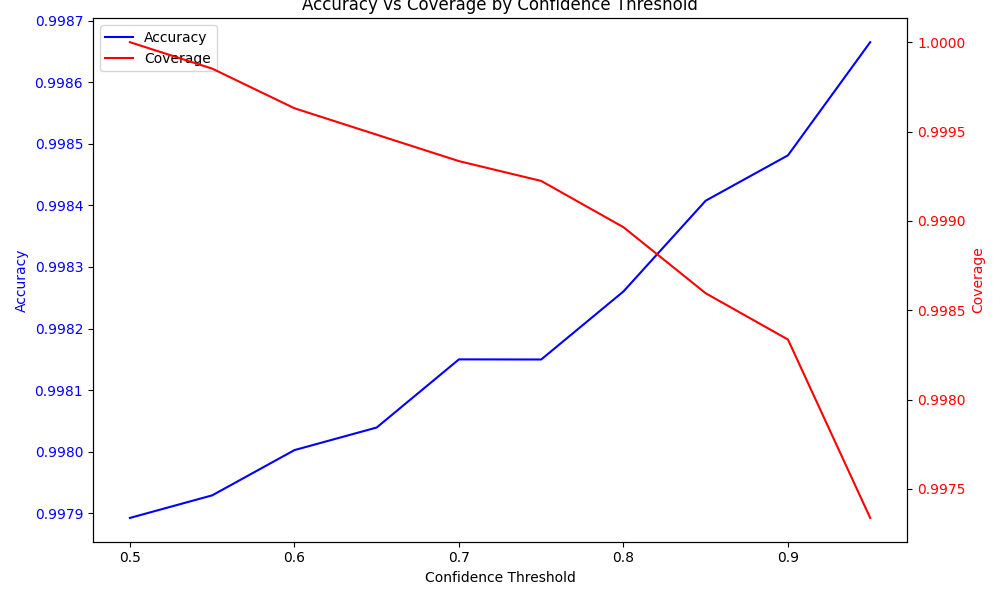 Accuracy vs Coverage by Confidence Threshold
Accuracy
Coverage
0.9987
0.9986
0.9985
0.9984
0.9983
0.9982
0.9981
0.9980
0.9979
Accuracy
1.0000
0.9995
0.9990
0.9985
0.9980
0.9975
Coverage
0.5 0.6 0.7 0.8 0.9
Confidence Threshold